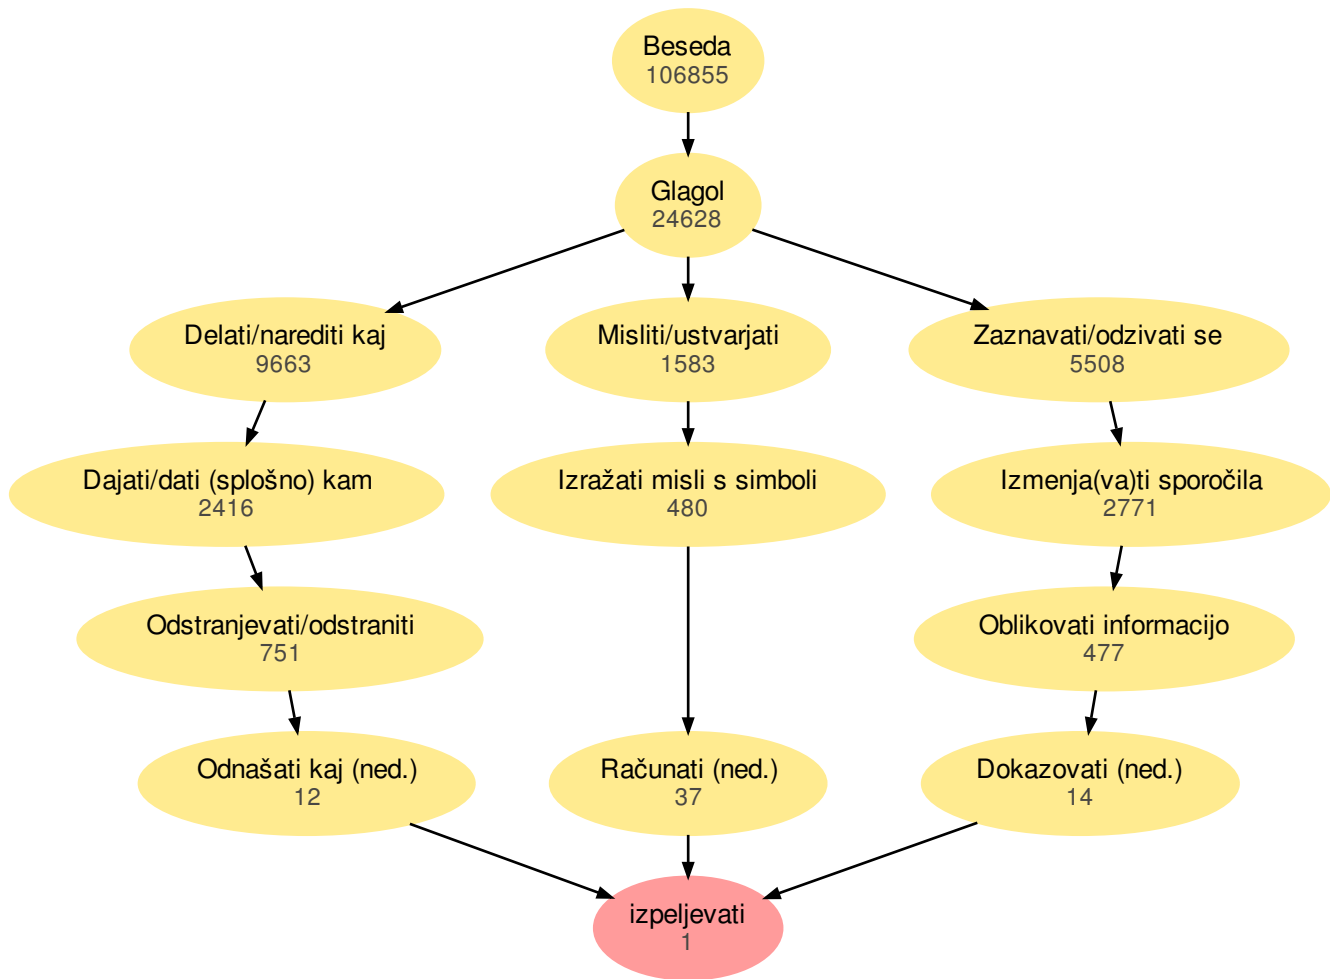 Beseda
106855
Glagol
24628
Delati/narediti kaj
9663
Misliti/ustvarjati
1583
Zaznavati/odzivati se
5508
Dajati/dati (splošno) kam
2416
Izražati misli s simboli
480
Izmenja(va)ti sporočila
2771
Odstranjevati/odstraniti
751
Oblikovati informacijo
477
Odnašati kaj (ned.)
12
Računati (ned.)
37
Dokazovati (ned.)
14
izpeljevati
1